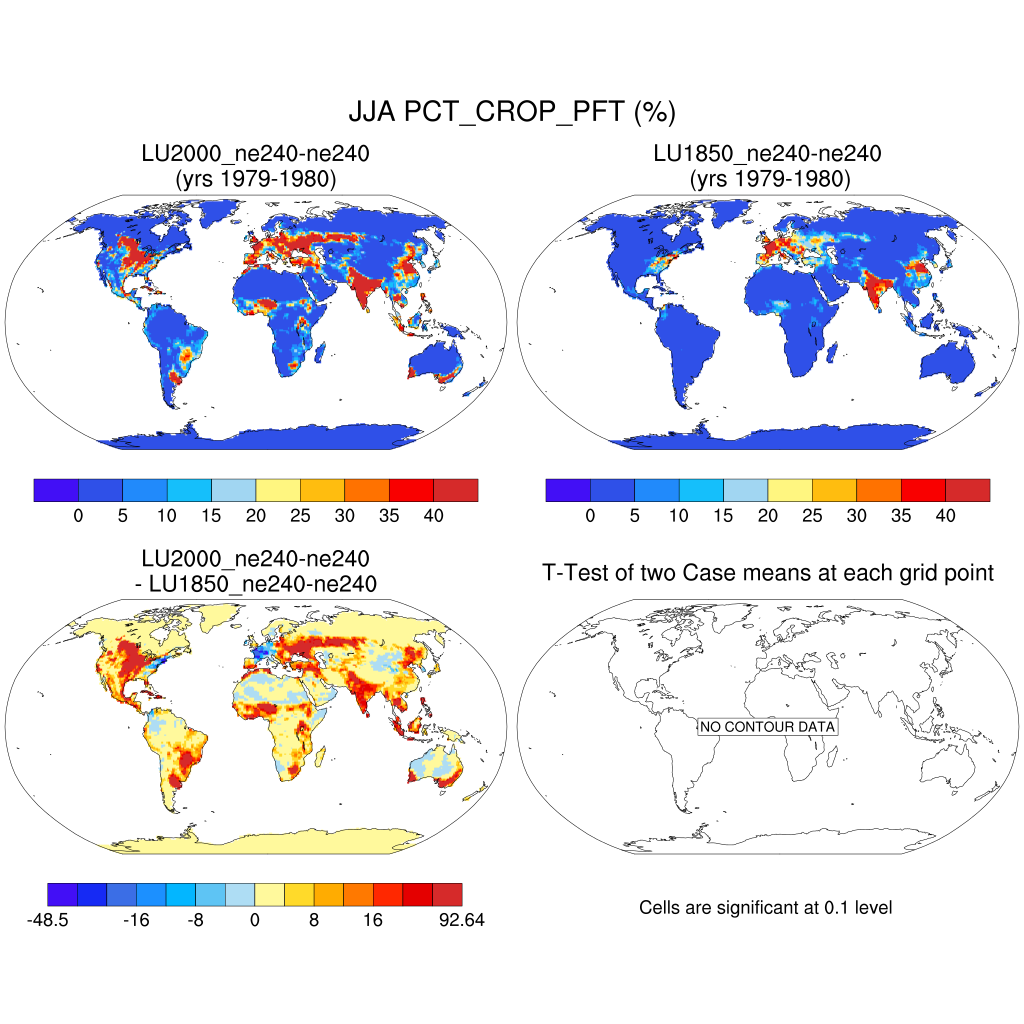 JJA PCT_CROP_PFT (%)
LU2000_ne240-ne240
(yrs 1979-1980)
LU1850_ne240-ne240
(yrs 1979-1980)
0 5 10 15 20 25 30 35 40
0 5 10 15 20 25 30 35 40
LU2000_ne240-ne240
- LU1850_ne240-ne240
T-Test of two Case means at each grid point
NO CONTOUR DATA
-48.5 -16 -8 0 8 16 92.64
Cells are significant at 0.1 level